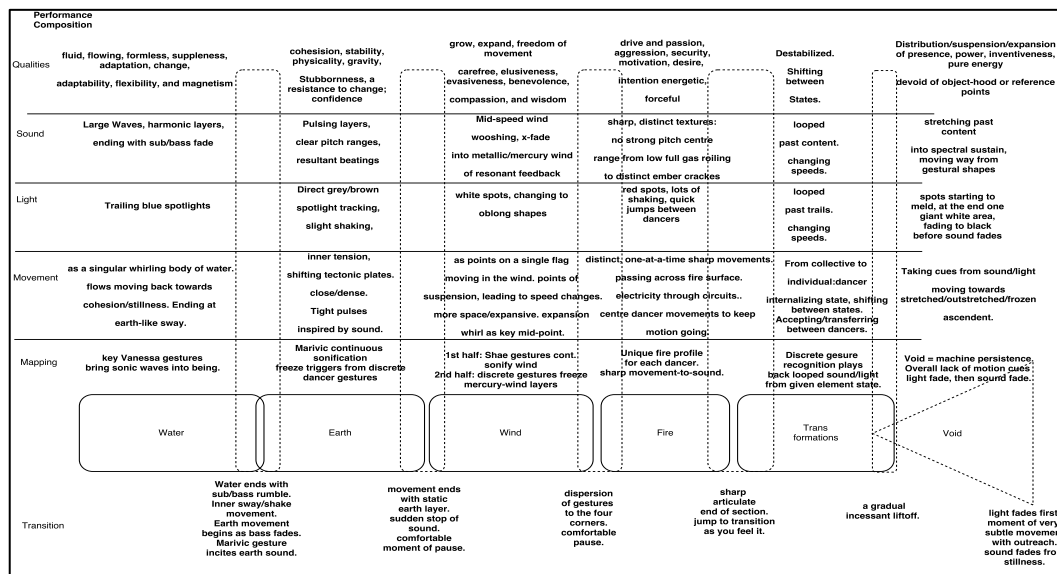 Performance
Composition
Qualities
fluid, flowing, formless, suppleness,
adaptation, change,
adaptability, flexibility, and magnetism
cohesision, stability,
physicality, gravity,
Stubbornness, a
resistance to change;
confidence
grow, expand, freedom of
movement
carefree, elusiveness,
evasiveness, benevolence,
compassion, and wisdom
drive and passion,
aggression, security,
motivation, desire,
intention energetic,
forceful
Destabilized.
Shifting
between
States.
Distribution/suspension/expansion
of presence, power, inventiveness,
pure energy
devoid of object-hood or reference
points
Sound
Large Waves, harmonic layers,
ending with sub/bass fade
Pulsing layers,
clear pitch ranges,
resultant beatings
Mid-speed wind
wooshing, x-fade
into metallic/mercury wind
of resonant feedback
sharp, distinct textures:
no strong pitch centre
range from low full gas roiling
to distinct ember crackes
looped
past content.
changing
speeds.
stretching past
content
into spectral sustain,
moving way from
gestural shapes
Light
Trailing blue spotlights
Direct grey/brown
spotlight tracking,
slight shaking,
white spots, changing to
oblong shapes
red spots, lots of
shaking, quick
jumps between
dancers
looped
past trails.
changing
speeds.
spots starting to
meld, at the end one
giant white area,
fading to black
before sound fades
Movement
as a singular whirling body of water.
flows moving back towards
cohesion/stillness. Ending at
earth-like sway.
inner tension,
shifting tectonic plates.
close/dense.
Tight pulses
inspired by sound.
as points on a single flag
moving in the wind. points of
suspension, leading to speed changes.
more space/expansive. expansion
whirl as key mid-point.
distinct, one-at-a-time sharp movements.
passing across fire surface.
electricity through circuits..
centre dancer movements to keep
motion going.
From collective to
individual:dancer
internalizing state, shifting
between states.
Accepting/transferring
between dancers.
Taking cues from sound/light
moving towards
stretched/outstretched/frozen
ascendent.
Mapping
key Vanessa gestures
bring sonic waves into being.
Marivic continuous
sonification
freeze triggers from discrete
dancer gestures
1st half: Shae gestures cont.
sonify wind
2nd half: discrete gestures freeze
mercury-wind layers
Unique fire profile
for each dancer.
sharp movement-to-sound.
Discrete gesure
recognition plays
back looped sound/light
from given element state.
Void = machine persistence.
Overall lack of motion cues
light fade, then sound fade.
Water
Earth
Wind
Fire
Trans
formations
Void
Transition
Water ends with
sub/bass rumble.
Inner sway/shake
movement.
Earth movement
begins as bass fades.
Marivic gesture
incites earth sound.
movement ends
with static
earth layer.
sudden stop of
sound.
comfortable
moment of pause.
dispersion
of gestures
to the four
corners.
comfortable
pause.
sharp
articulate
end of section.
jump to transition
as you feel it.
a gradual
incessant liftoff.
light fades first
moment of very
subtle movement
with outreach.
sound fades from
stillness.